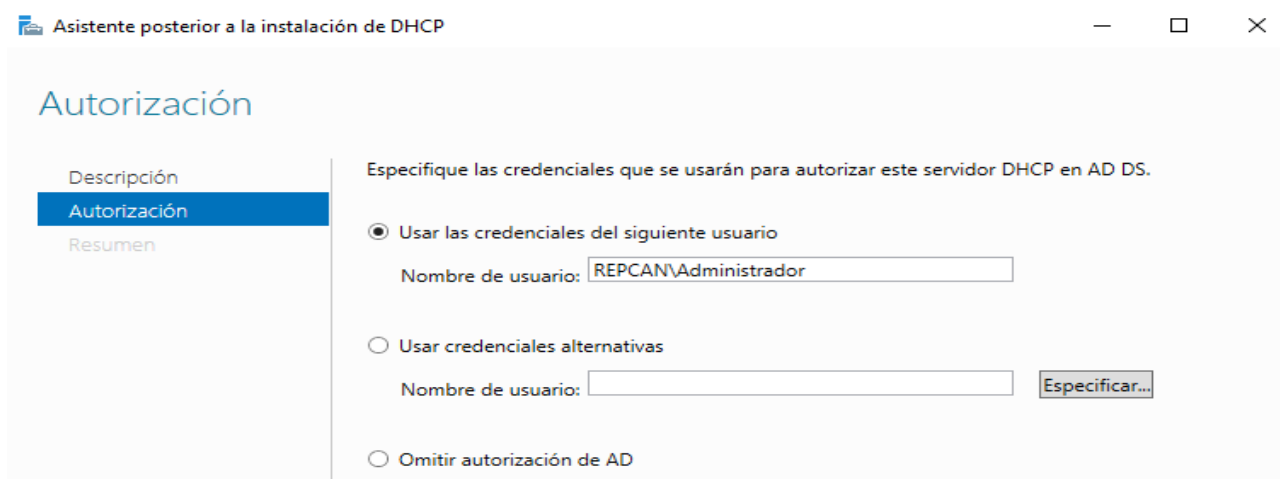 Asistente posterior a la instalación de DHCP
Autorización
Descripción
Autorización
Resumen
Especifique las credenciales que se usarán para autorizar este servidor DHCP en AD DS.
Usar las credenciales del siguiente usuario
Nombre de usuario: REPCAN\Administrador
Usar credenciales alternativas
Nombre de usuario: Especificar...
Omitir autorización de AD